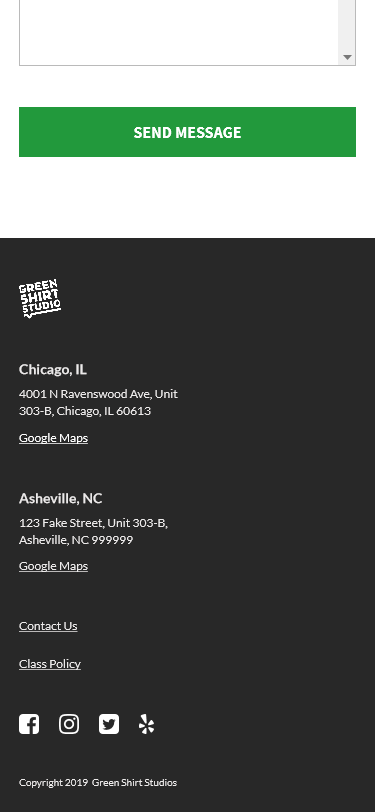 SEND MESSAGE
GREEN
SHIRT
STUDIO
Chicago, IL
4001 N Ravenswood Ave, Unit
303-B, Chicago, IL 60613
Google Maps
Asheville, NC
123 Fake Street, Unit 303-B,
Asheville, NC 999999
Google Maps
Contact Us
Class Policy
Copyright 2019 Green Shirt Studios